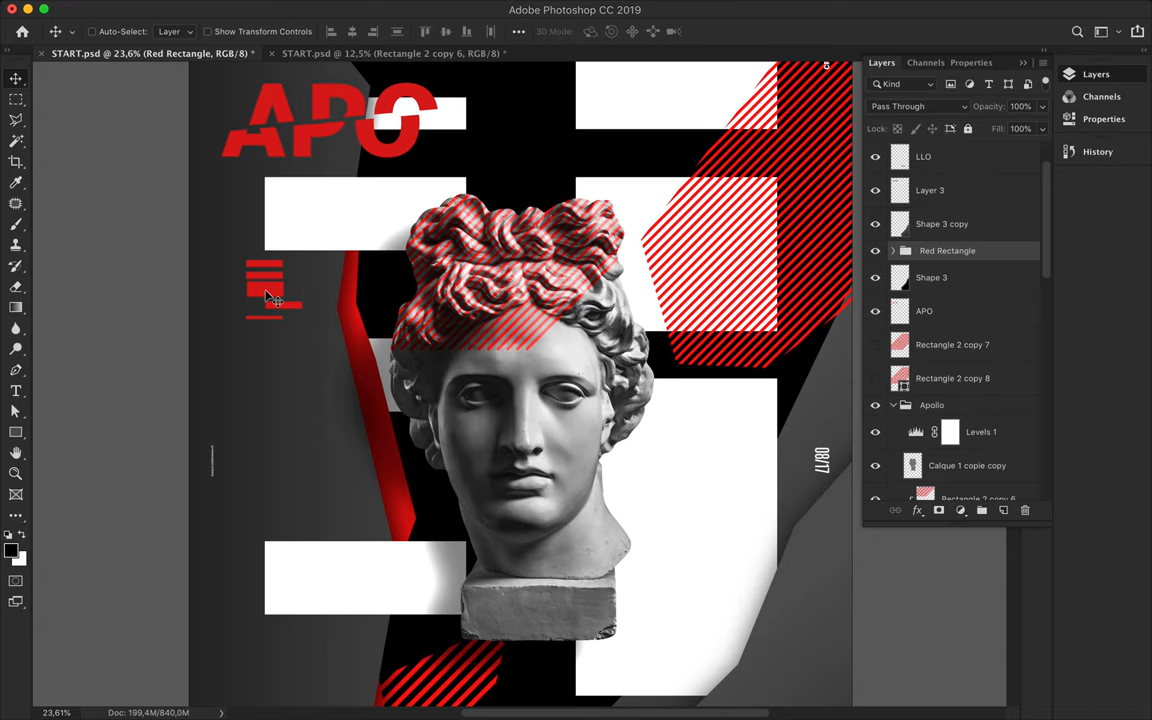 Adobe Photoshop CC 2019
Auto-Select:
Layer
Show Transform Controls
3D Mode:
START.psd @ 23,6% (Red Rectangle, RGB/8) *
START.psd @ 12,5% (Rectangle 2 copy 6, RGB/8) *
APO
08/17
Layers
Channels
Properties
Kind
Pass Through
Opacity: 100%
Lock:
Fill: 100%
LLO
Layer 3
Shape 3 copy
Red Rectangle
Shape 3
APO
Rectangle 2 copy 7
Rectangle 2 copy 8
Apollo
Levels 1
Calque 1 copie copy
Rectangle 2 copy 6
Layers
Channels
Properties
History
23,61%
Doc: 199,4M/840,0M